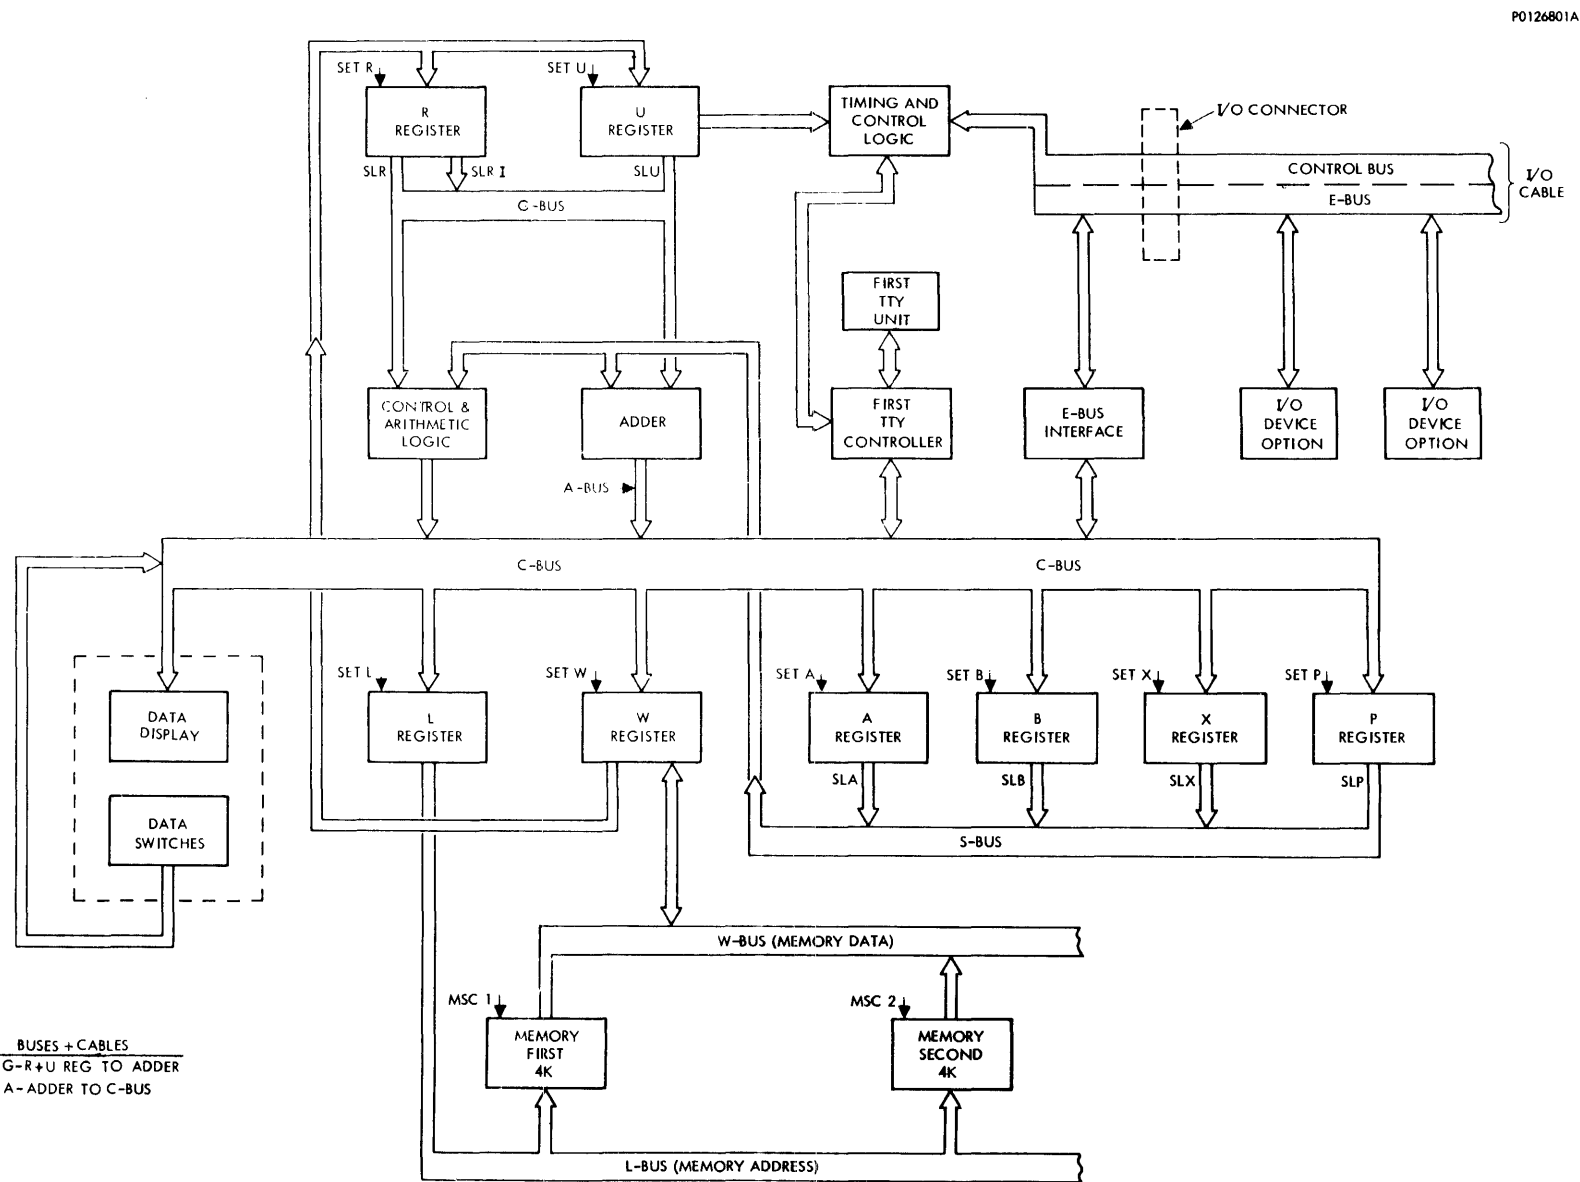 P0126801A
SET R
SET U
R
REGISTER
U
REGISTER
TIMING AND
CONTROL
LOGIC
I/O CONNECTOR
SLR
SLR I
SLU
G-BUS
CONTROL BUS
E-BUS
I/O
CABLE
FIRST
TTY
UNIT
CONTROL &
ARITHMETIC
LOGIC
ADDER
FIRST
TTY
CONTROLLER
E-BUS
INTERFACE
I/O
DEVICE
OPTION
I/O
DEVICE
OPTION
A-BUS
C-BUS
C-BUS
SET L
SET W
SET A
SET B
SET X
SET P
DATA
DISPLAY
L
REGISTER
W
REGISTER
A
REGISTER
B
REGISTER
X
REGISTER
P
REGISTER
SLA
SLB
SLX
SLP
DATA
SWITCHES
S-BUS
W-BUS (MEMORY DATA)
MSC 1
MSC 2
MEMORY
FIRST
4K
MEMORY
SECOND
4K
BUSES + CABLES
G-R+U REG TO ADDER
A-ADDER TO C-BUS
L-BUS (MEMORY ADDRESS)